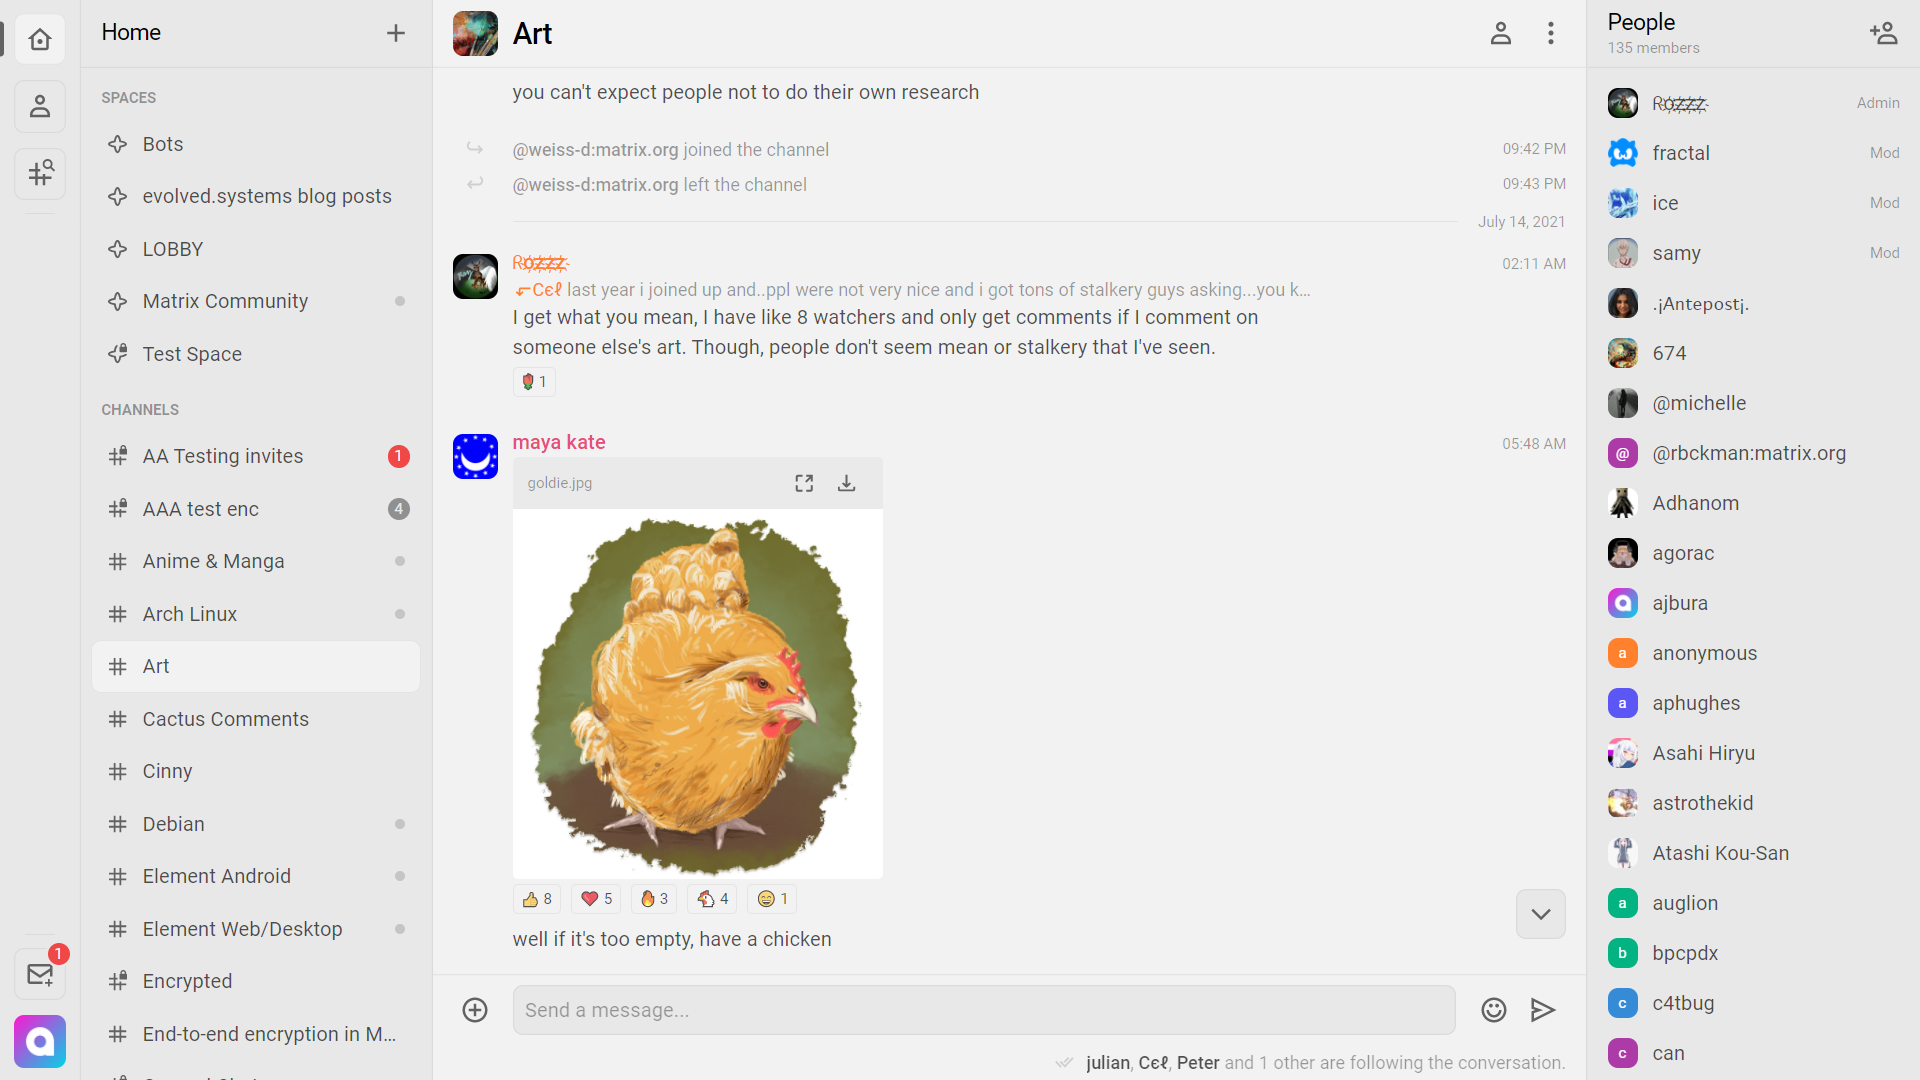 Home
SPACES
Bots
evolved.systems blog posts
LOBBY
Matrix Community
Test Space
CHANNELS
AA Testing invites 1
AAA test enc 4
Anime & Manga
Arch Linux
Art
Cactus Comments
Cinny
Debian
Element Android
Element Web/Desktop
Encrypted
End-to-end encryption in M...
1
Art
you can't expect people not to do their own research
@weiss-d:matrix.org joined the channel 09:42 PM
@weiss-d:matrix.org left the channel 09:43 PM
July 14, 2021
02:11 AM
Cєℓ last year i joined up and..ppl were not very nice and i got tons of stalkery guys asking...you k...
I get what you mean, I have like 8 watchers and only get comments if I comment on
someone else's art. Though, people don't seem mean or stalkery that I've seen.
1
maya kate 05:48 AM
goldie.jpg
8 5 3 4 1
well if it's too empty, have a chicken
Send a message...
julian, Cєℓ, Peter and 1 other are following the conversation.
People
135 members
Admin
fractal Mod
ice Mod
samy Mod
.¡Antepost¡.
674
@michelle
@ @rbckman:matrix.org
Adhanom
agorac
ajbura
a anonymous
a aphughes
Asahi Hiryu
astrothekid
Atashi Kou-San
a auglion
b bpcpdx
c c4tbug
c can